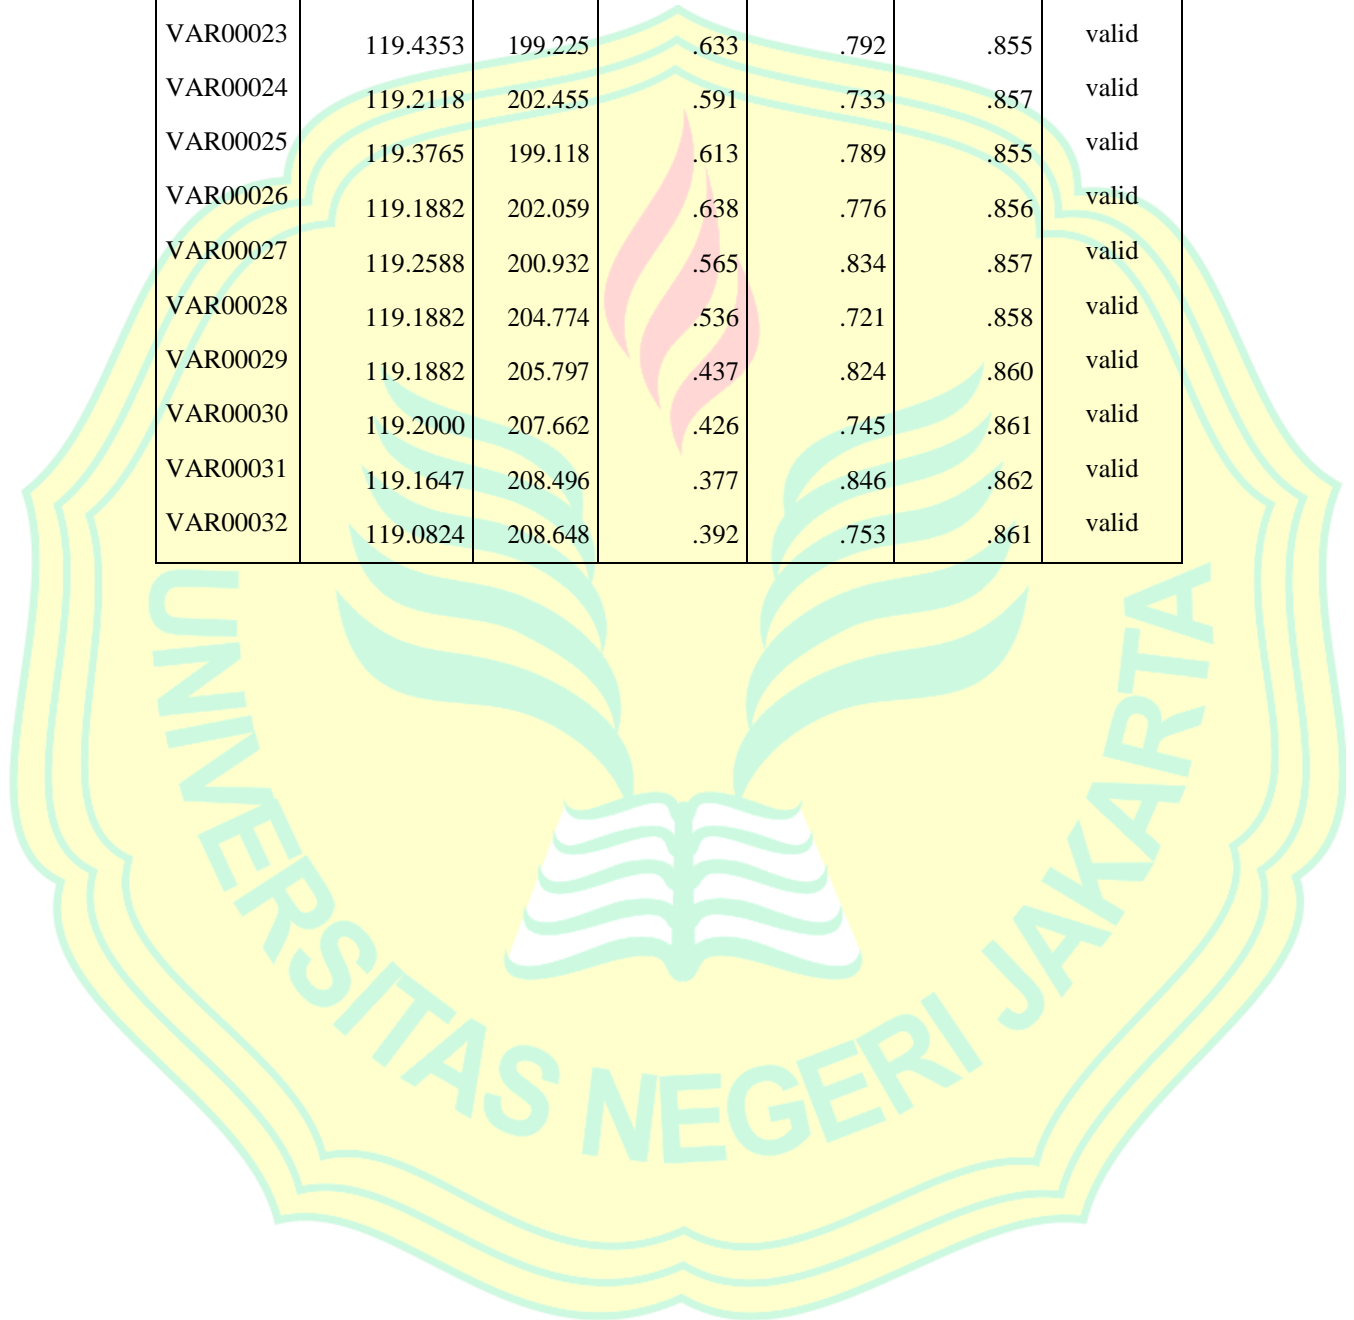 VAR00023 119.4353 199.225 .633 .792 .855 valid
VAR00024 119.2118 202.455 .591 .733 .857 valid
VAR00025 119.3765 199.118 .613 .789 .855 valid
VAR00026 119.1882 202.059 .638 .776 .856 valid
VAR00027 119.2588 200.932 .565 .834 .857 valid
VAR00028 119.1882 204.774 .536 .721 .858 valid
VAR00029 119.1882 205.797 .437 .824 .860 valid
VAR00030 119.2000 207.662 .426 .745 .861 valid
VAR00031 119.1647 208.496 .377 .846 .862 valid
VAR00032 119.0824 208.648 .392 .753 .861 valid
UNIVERSITAS NEGERI JAKARTA